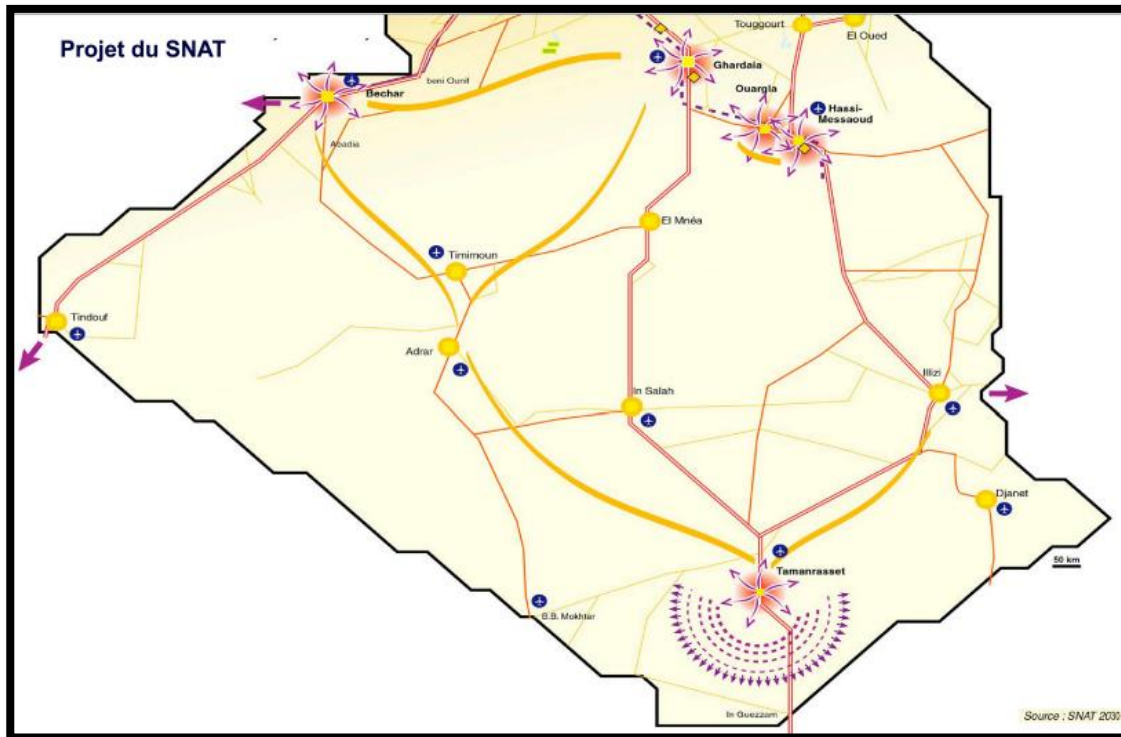 Projet du SNAT
Touggourt
El Oued
Ghardaia
beni Ounif
Bechar
Ouargla
Hassi-
Messaoud
Abadia
El Mnéa
Timimoun
Tindouf
Adrar
Illizi
In Salah
Djanet
50 km
Tamanrasset
B.B. Mokhtar
In Guezzam
Source : SNAT 2030